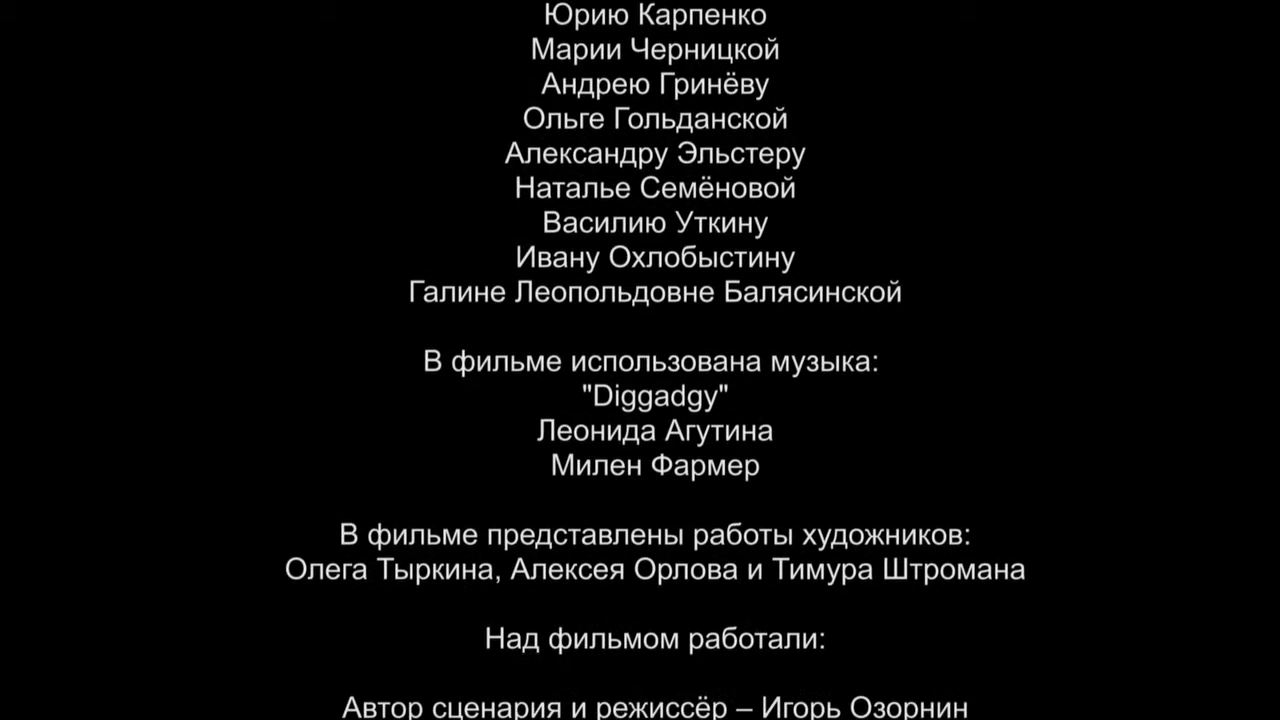 Юрию Карпенко
Марии Черницкой
Андрею Гринёву
Ольге Гольданской
Александру Эльстеру
Наталье Семёновой
Василию Уткину
Ивану Охлобыстину
Галине Леопольдовне Балясинской
В фильме использована музыка:
"Diggadgy"
Леонида Агутина
Милен Фармер
В фильме представлены работы художников:
Олега Тыркина, Алексея Орлова и Тимура Штромана
Над фильмом работали:
Автор сценария и режиссёр – Игорь Озорнин